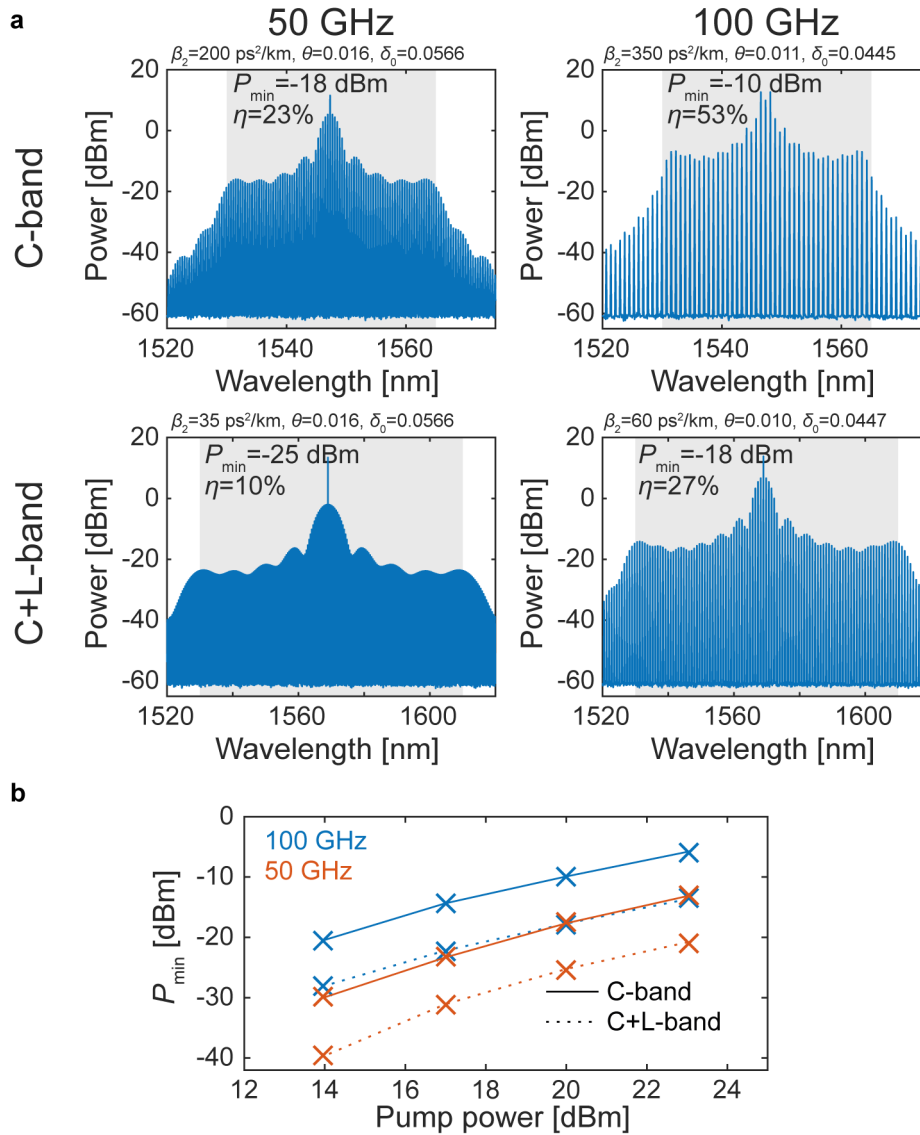 a
50 GHz
100 GHz
C-band
β₂=200 ps²/km, θ=0.016, δ₀=0.0566
P_min=-18 dBm
η=23%
20
0
-20
-40
-60
Power [dBm]
1520 1540 1560
Wavelength [nm]
β₂=350 ps²/km, θ=0.011, δ₀=0.0445
P_min=-10 dBm
η=53%
20
0
-20
-40
-60
Power [dBm]
1520 1540 1560
Wavelength [nm]
C+L-band
β₂=35 ps²/km, θ=0.016, δ₀=0.0566
P_min=-25 dBm
η=10%
20
0
-20
-40
-60
Power [dBm]
1520 1560 1600
Wavelength [nm]
β₂=60 ps²/km, θ=0.010, δ₀=0.0447
P_min=-18 dBm
η=27%
20
0
-20
-40
-60
Power [dBm]
1520 1560 1600
Wavelength [nm]
b
0
-10
-20
-30
-40
P_min [dBm]
100 GHz
50 GHz
C-band
C+L-band
12 14 16 18 20 22 24
Pump power [dBm]